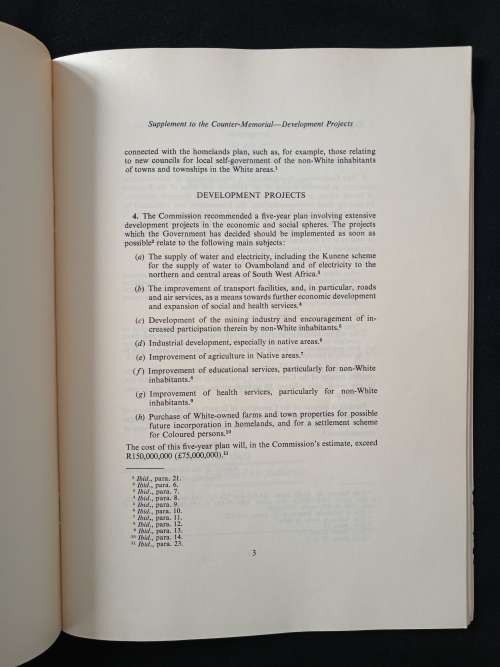 Supplement to the Counter-Memorial—Development Projects
connected with the homelands plan, such as, for example, those relating
to new councils for local self-government of the non-White inhabitants
of towns and townships in the White areas.¹
DEVELOPMENT PROJECTS
4. The Commission recommended a five-year plan involving extensive
development projects in the economic and social spheres. The projects
which the Government has decided should be implemented as soon as
possible² relate to the following main subjects:
(a) The supply of water and electricity, including the Kunene scheme
for the supply of water to Ovamboland and of electricity to the
northern and central areas of South West Africa.³
(b) The improvement of transport facilities, and, in particular, roads
and air services, as a means towards further economic development
and expansion of social and health services.⁴
(c) Development of the mining industry and encouragement of in-
creased participation therein by non-White inhabitants.⁵
(d) Industrial development, especially in native areas.⁶
(e) Improvement of agriculture in Native areas.⁷
(f) Improvement of educational services, particularly for non-White
inhabitants.⁸
(g) Improvement of health services, particularly for non-White
inhabitants.⁹
(h) Purchase of White-owned farms and town properties for possible
future incorporation in homelands, and for a settlement scheme
for Coloured persons.¹⁰
The cost of this five-year plan will, in the Commission's estimate, exceed
R150,000,000 (£75,000,000).¹¹
¹ Ibid., para. 21.
² Ibid., para. 6.
³ Ibid., para. 7.
⁴ Ibid., para. 8.
⁵ Ibid., para. 9.
⁶ Ibid., para. 10.
⁷ Ibid., para. 11.
⁸ Ibid., para. 12.
⁹ Ibid., para. 13.
¹⁰ Ibid., para. 14.
¹¹ Ibid., para. 23.
3